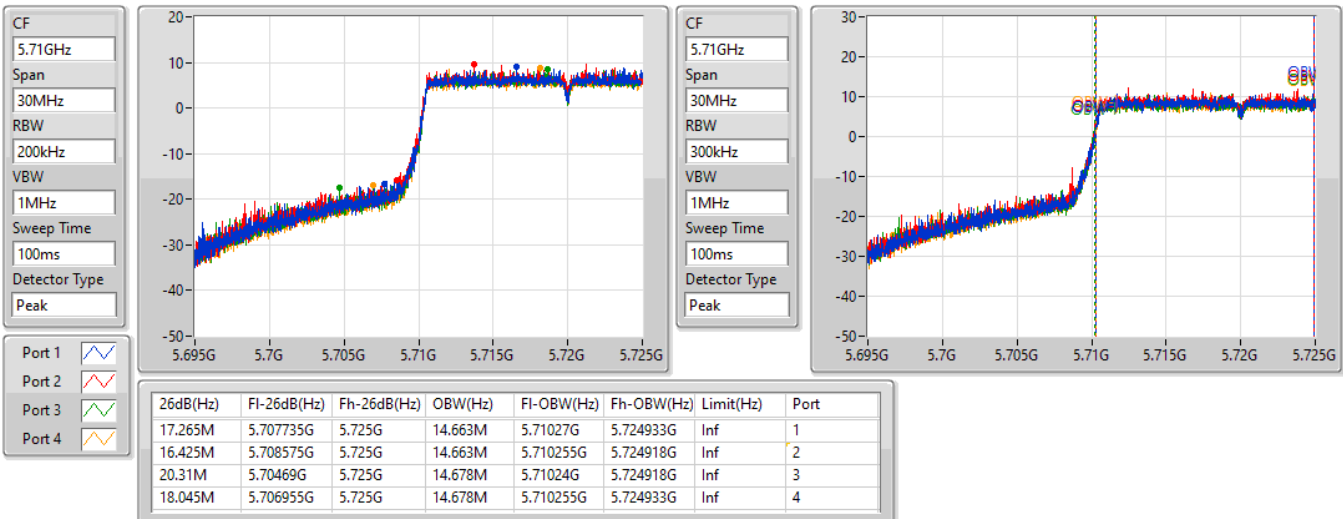 CF
5.71GHz
Span
30MHz
RBW
200kHz
VBW
1MHz
Sweep Time
100ms
Detector Type
Peak
20
10
0
-10
-20
-30
-40
-50
5.695G 5.7G 5.705G 5.71G 5.715G 5.72G 5.725G
CF
5.71GHz
Span
30MHz
RBW
300kHz
VBW
1MHz
Sweep Time
100ms
Detector Type
Peak
30
20
10
0
-10
-20
-30
-40
-50
5.695G 5.7G 5.705G 5.71G 5.715G 5.72G 5.725G
Port 1
Port 2
Port 3
Port 4
26dB(Hz) Fl-26dB(Hz) Fh-26dB(Hz) OBW(Hz) Fl-OBW(Hz) Fh-OBW(Hz) Limit(Hz) Port
17.265M 5.707735G 5.725G 14.663M 5.71027G 5.724933G Inf 1
16.425M 5.708575G 5.725G 14.663M 5.710255G 5.724918G Inf 2
20.31M 5.70469G 5.725G 14.678M 5.71024G 5.724918G Inf 3
18.045M 5.706955G 5.725G 14.678M 5.710255G 5.724933G Inf 4